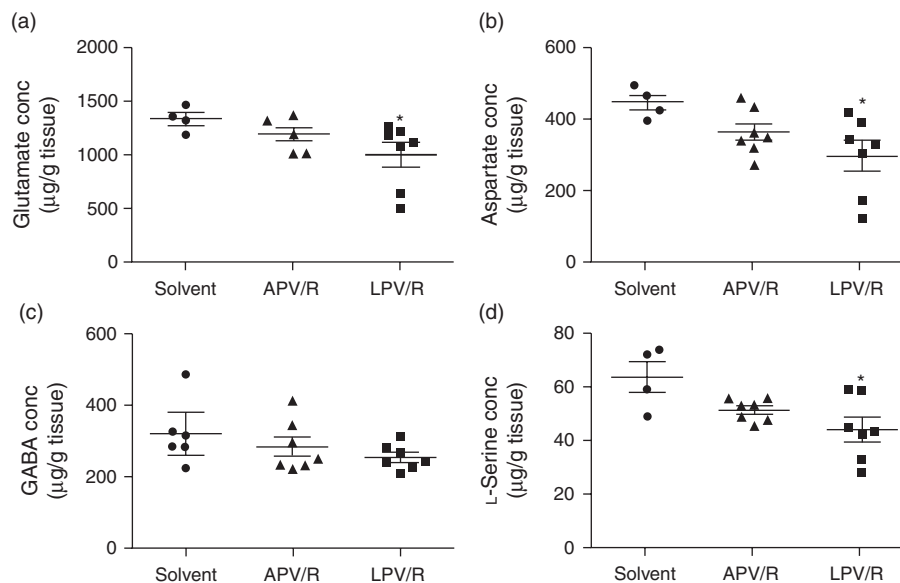 (a)
Glutamate conc
(µg/g tissue)
2000
1500
1000
500
0
*
Solvent APV/R LPV/R
(b)
Aspartate conc
(µg/g tissue)
600
400
200
0
*
Solvent APV/R LPV/R
(c)
GABA conc
(µg/g tissue)
600
400
200
0
Solvent APV/R LPV/R
(d)
L-Serine conc
(µg/g tissue)
80
60
40
20
0
*
Solvent APV/R LPV/R